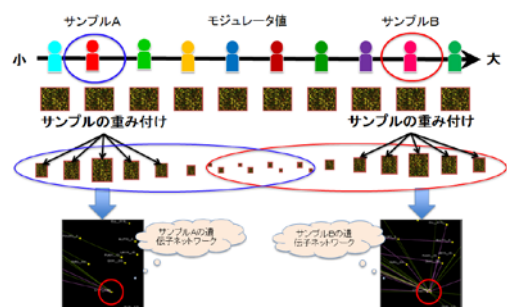 サンプルA
モジュレータ値
サンプルB
小
大
サンプルの重み付け
サンプルの重み付け
サンプルAの遺
伝子ネットワーク
サンプルBの遺
伝子ネットワーク